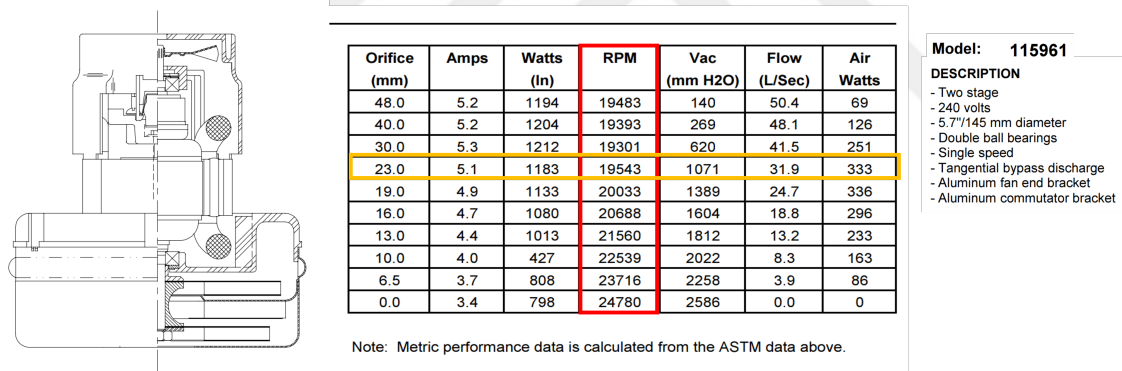 Orifice Amps Watts RPM Vac Flow Air
(mm) (In) (mm H2O) (L/Sec) Watts
48.0 5.2 1194 19483 140 50.4 69
40.0 5.2 1204 19393 269 48.1 126
30.0 5.3 1212 19301 620 41.5 251
23.0 5.1 1183 19543 1071 31.9 333
19.0 4.9 1133 20033 1389 24.7 336
16.0 4.7 1080 20688 1604 18.8 296
13.0 4.4 1013 21560 1812 13.2 233
10.0 4.0 427 22539 2022 8.3 163
6.5 3.7 808 23716 2258 3.9 86
0.0 3.4 798 24780 2586 0.0 0
Note: Metric performance data is calculated from the ASTM data above.
Model: 115961
DESCRIPTION
- Two stage
- 240 volts
- 5.7"/145 mm diameter
- Double ball bearings
- Single speed
- Tangential bypass discharge
- Aluminum fan end bracket
- Aluminum commutator bracket